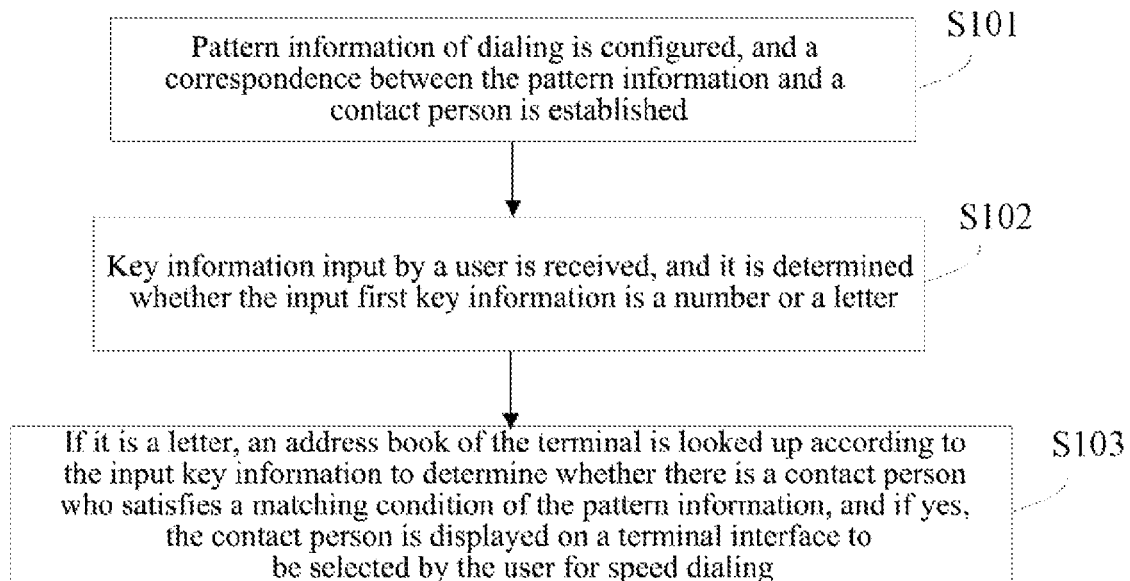 S101
Pattern information of dialing is configured, and a
correspondence between the pattern information and a
contact person is established
S102
Key information input by a user is received, and it is determined
whether the input first key information is a number or a letter
S103
If it is a letter, an address book of the terminal is looked up according to
the input key information to determine whether there is a contact person
who satisfies a matching condition of the pattern information, and if yes,
the contact person is displayed on a terminal interface to
be selected by the user for speed dialing